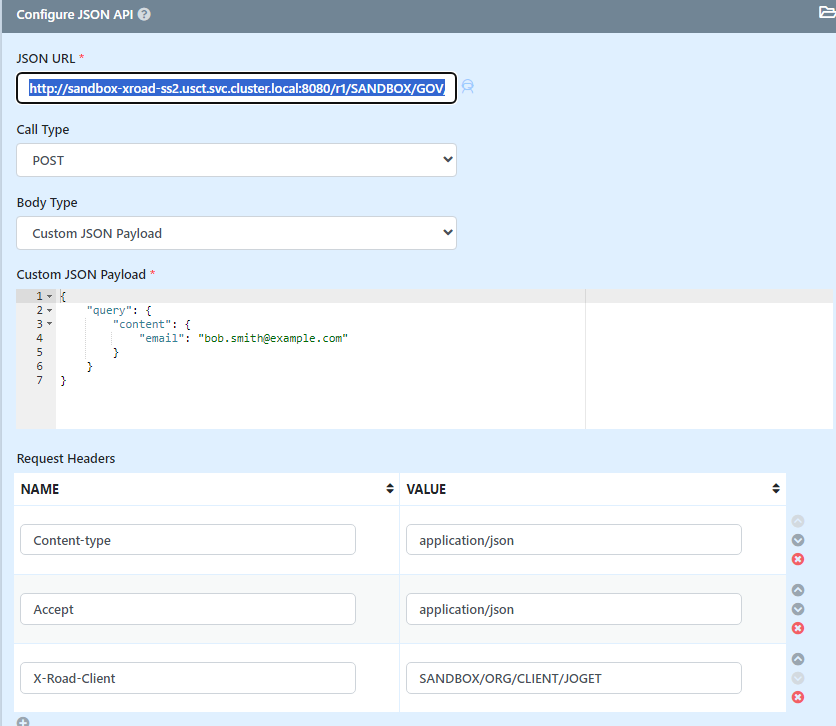 Configure JSON API ?
JSON URL *
http://sandbox-xroad-ss2.usct.svc.cluster.local:8080/r1/SANDBOX/GOV/
Call Type
POST
Body Type
Custom JSON Payload
Custom JSON Payload *
1 {
2 "query": {
3 "content": {
4 "email": "bob.smith@example.com"
5 }
6 }
7 }
Request Headers
NAME VALUE
Content-type application/json
Accept application/json
X-Road-Client SANDBOX/ORG/CLIENT/JOGET